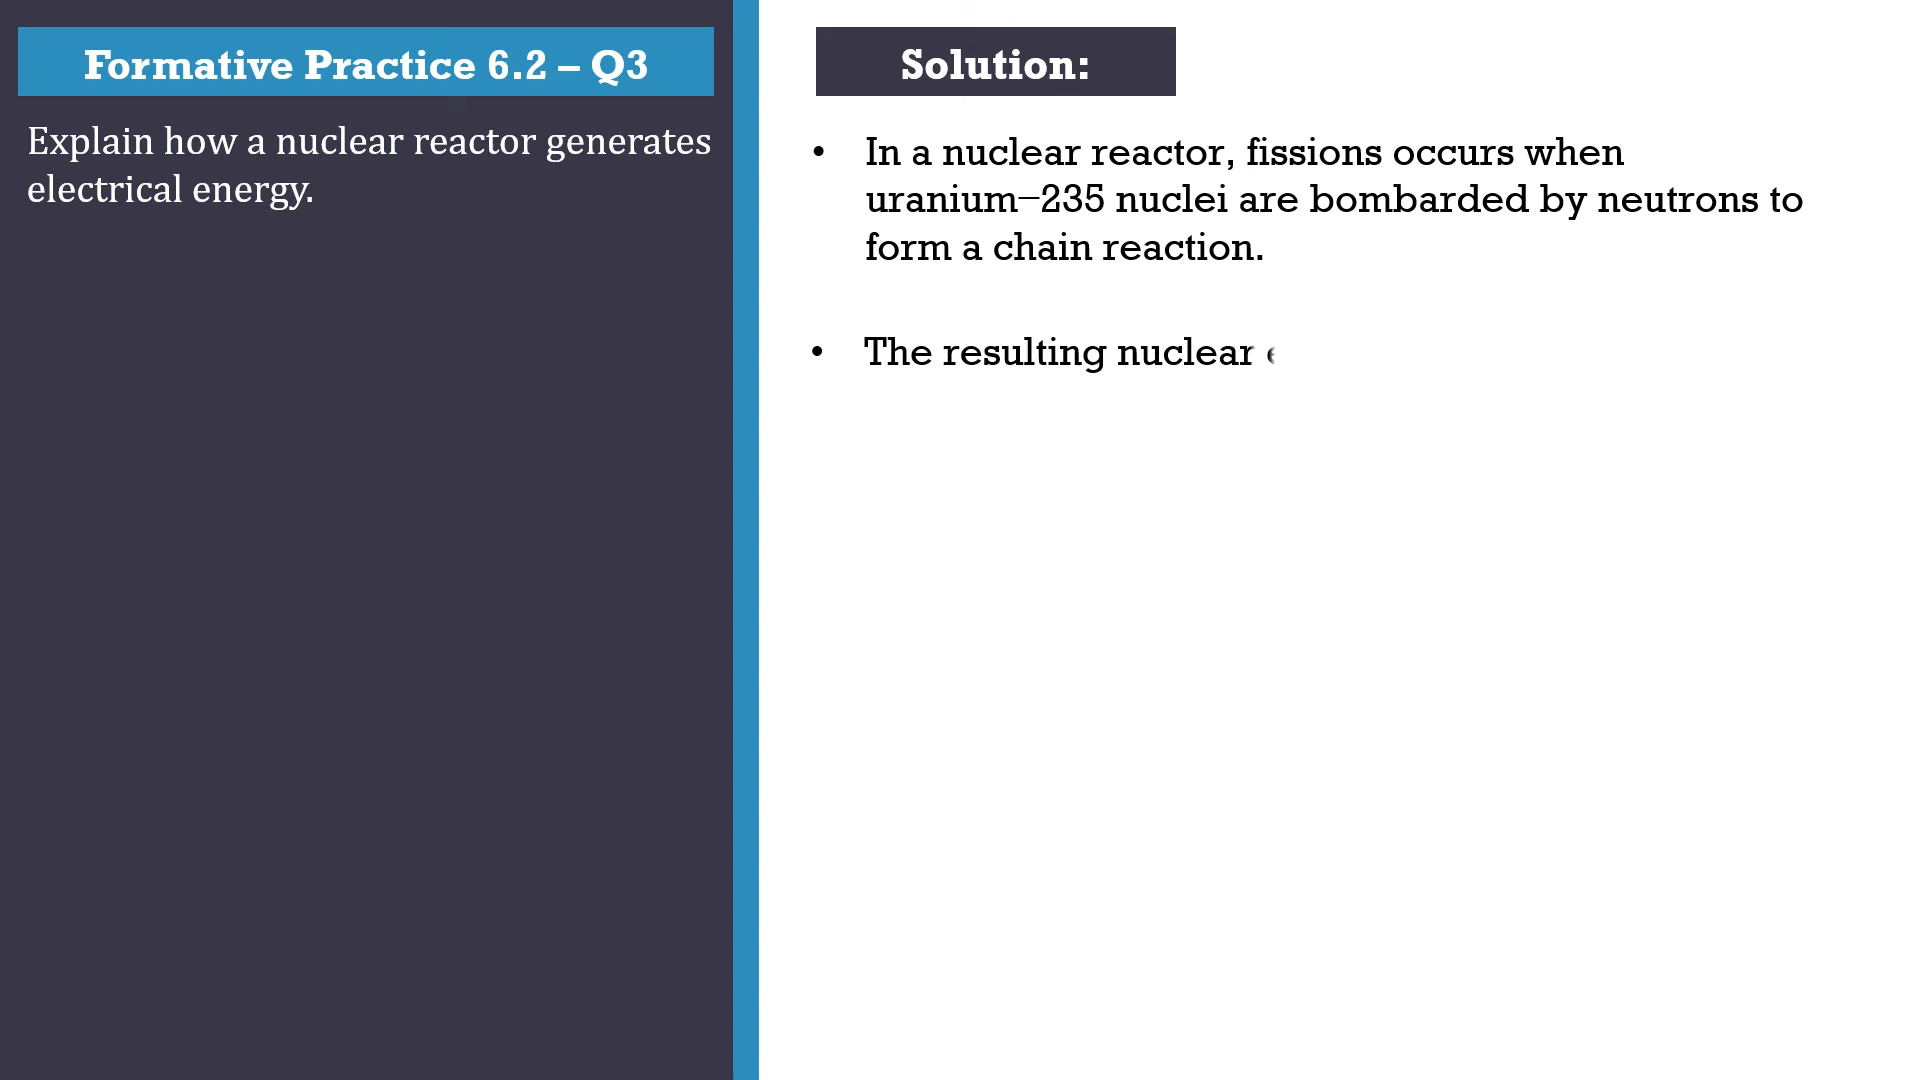 Formative Practice 6.2 – Q3
Explain how a nuclear reactor generates
electrical energy.
Solution:
• In a nuclear reactor, fissions occurs when
uranium–235 nuclei are bombarded by neutrons to
form a chain reaction.
• The resulting nuclear